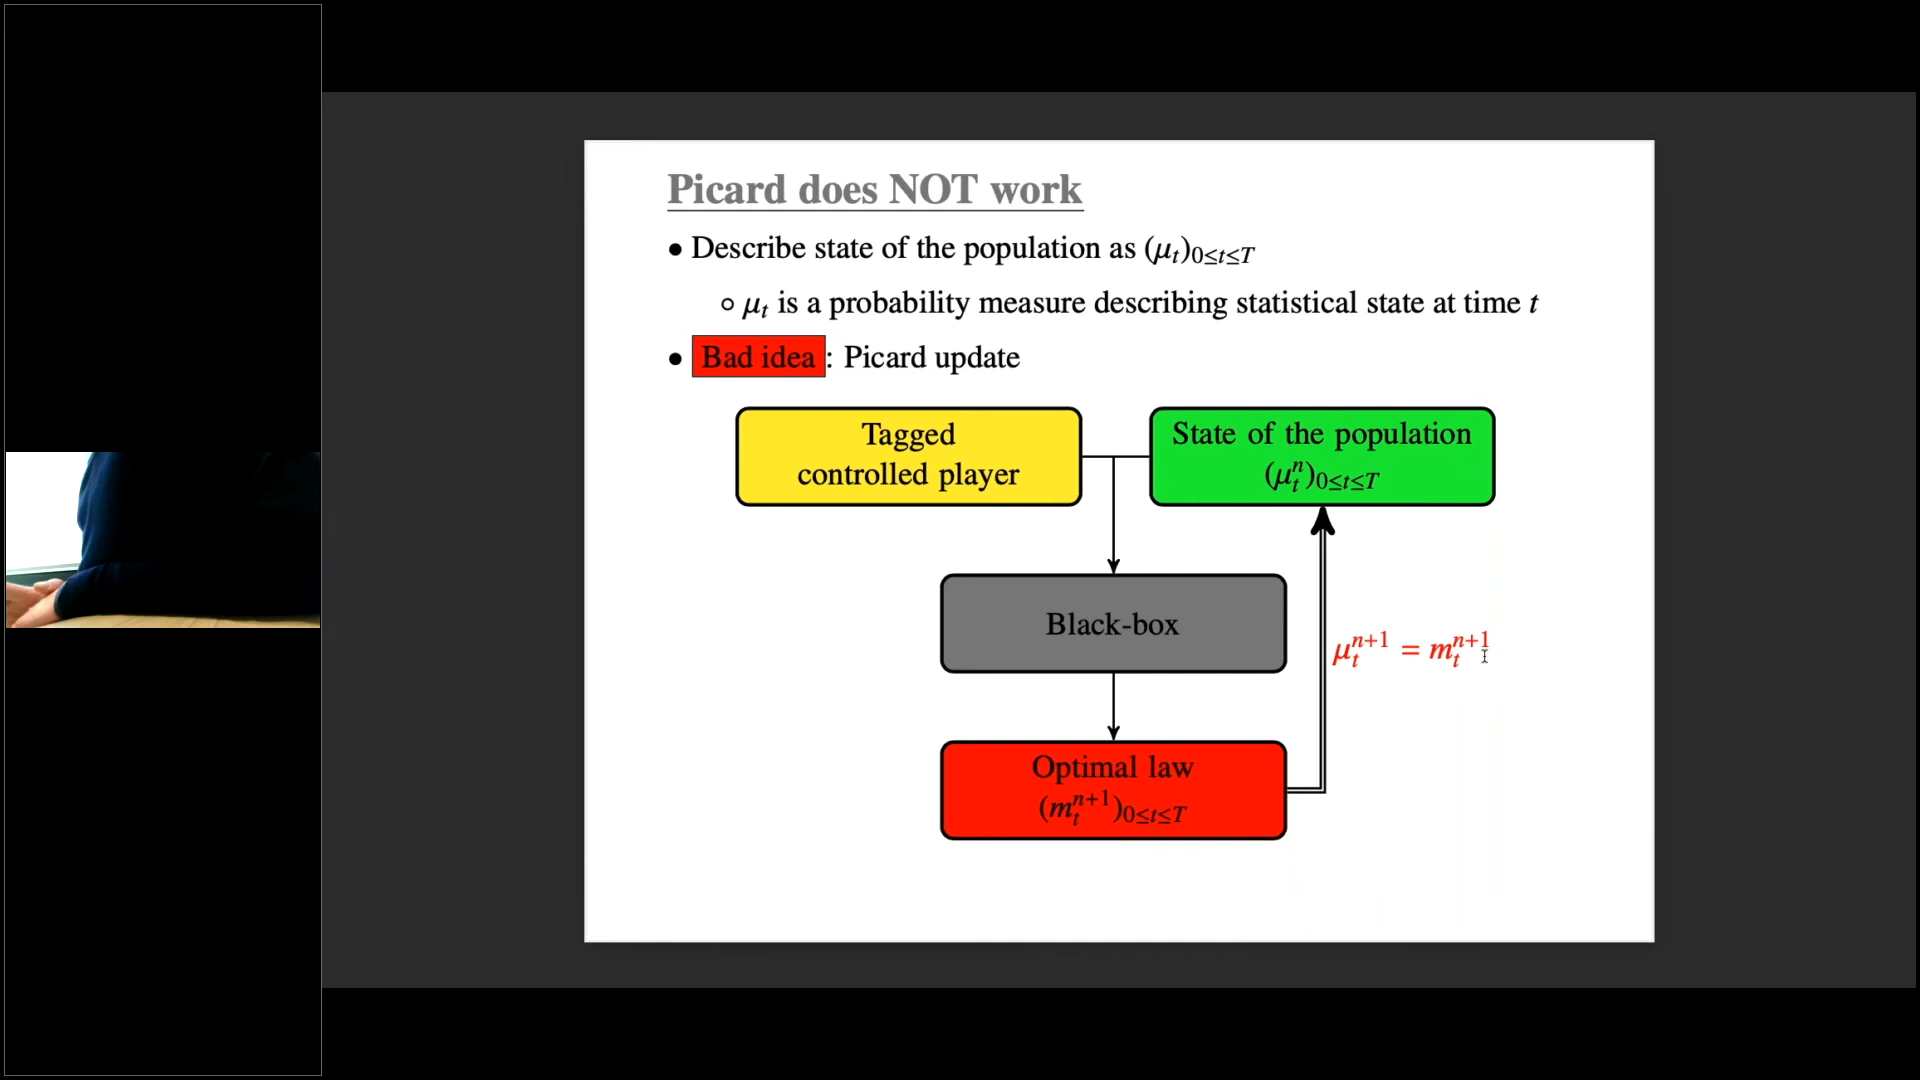 Picard does NOT work
• Describe state of the population as (μ_t)_{0≤t≤T}
∘ μ_t is a probability measure describing statistical state at time t
• Bad idea : Picard update
Tagged
controlled player
State of the population
(μ_t^n)_{0≤t≤T}
Black-box
μ_t^{n+1} = m_t^{n+1}
Optimal law
(m_t^{n+1})_{0≤t≤T}